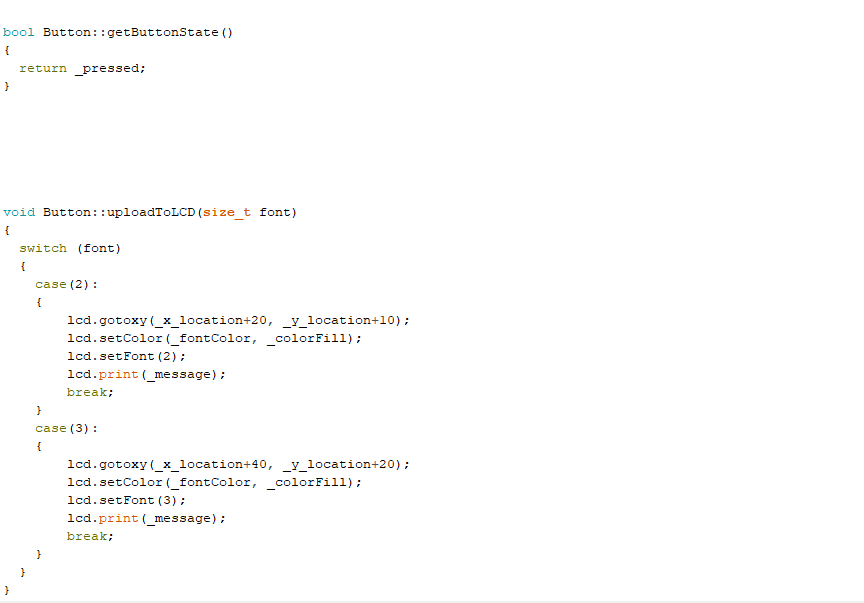 bool Button::getButtonState()
{
  return _pressed;
}
void Button::uploadToLCD(size_t font)
{
  switch (font)
  {
    case(2):
    {
        lcd.gotoxy(_x_location+20, _y_location+10);
        lcd.setColor(_fontColor, _colorFill);
        lcd.setFont(2);
        lcd.print(_message);
        break;
    }
    case(3):
    {
        lcd.gotoxy(_x_location+40, _y_location+20);
        lcd.setColor(_fontColor, _colorFill);
        lcd.setFont(3);
        lcd.print(_message);
        break;
    }
  }
}